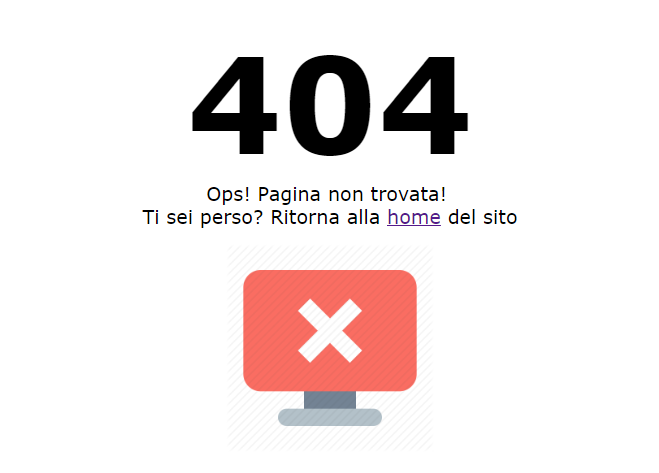 404
Ops! Pagina non trovata!
Ti sei perso? Ritorna alla home del sito